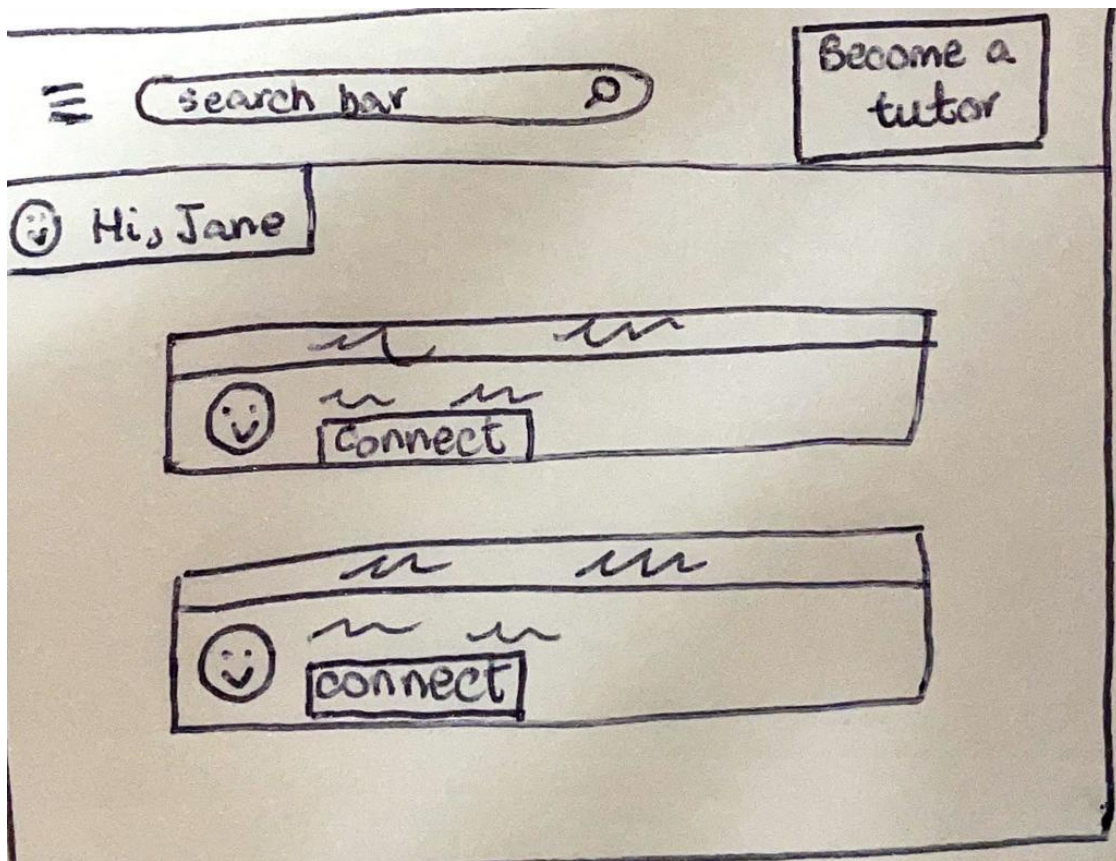 search bar
Become a
tutor
Hi, Jane
Connect
connect